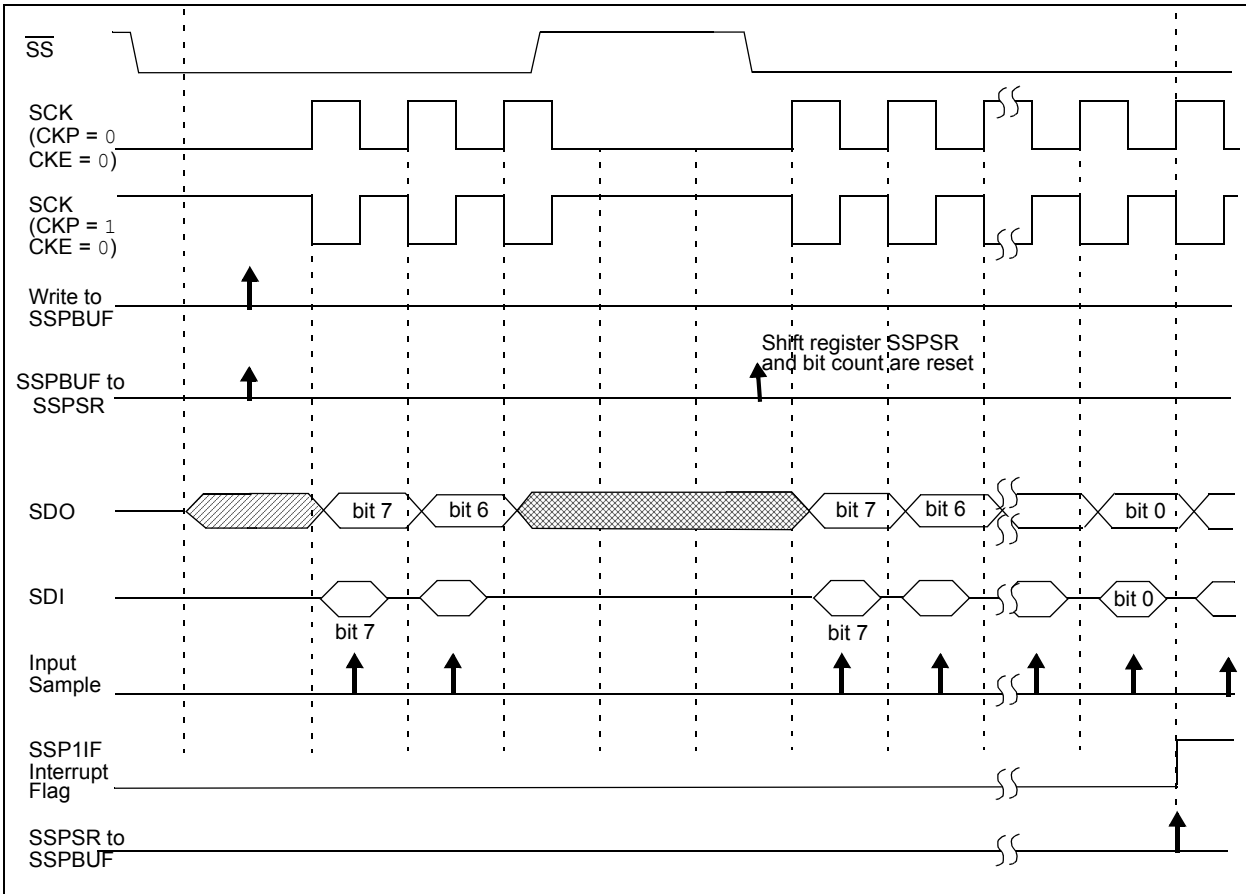 SS
SCK
(CKP = 0
CKE = 0)
SCK
(CKP = 1
CKE = 0)
Write to
SSPBUF
Shift register SSPSR
and bit count are reset
SSPBUF to
SSPSR
SDO
bit 7
bit 6
bit 7
bit 6
bit 0
SDI
bit 0
bit 7
bit 7
Input
Sample
SSP1IF
Interrupt
Flag
SSPSR to
SSPBUF